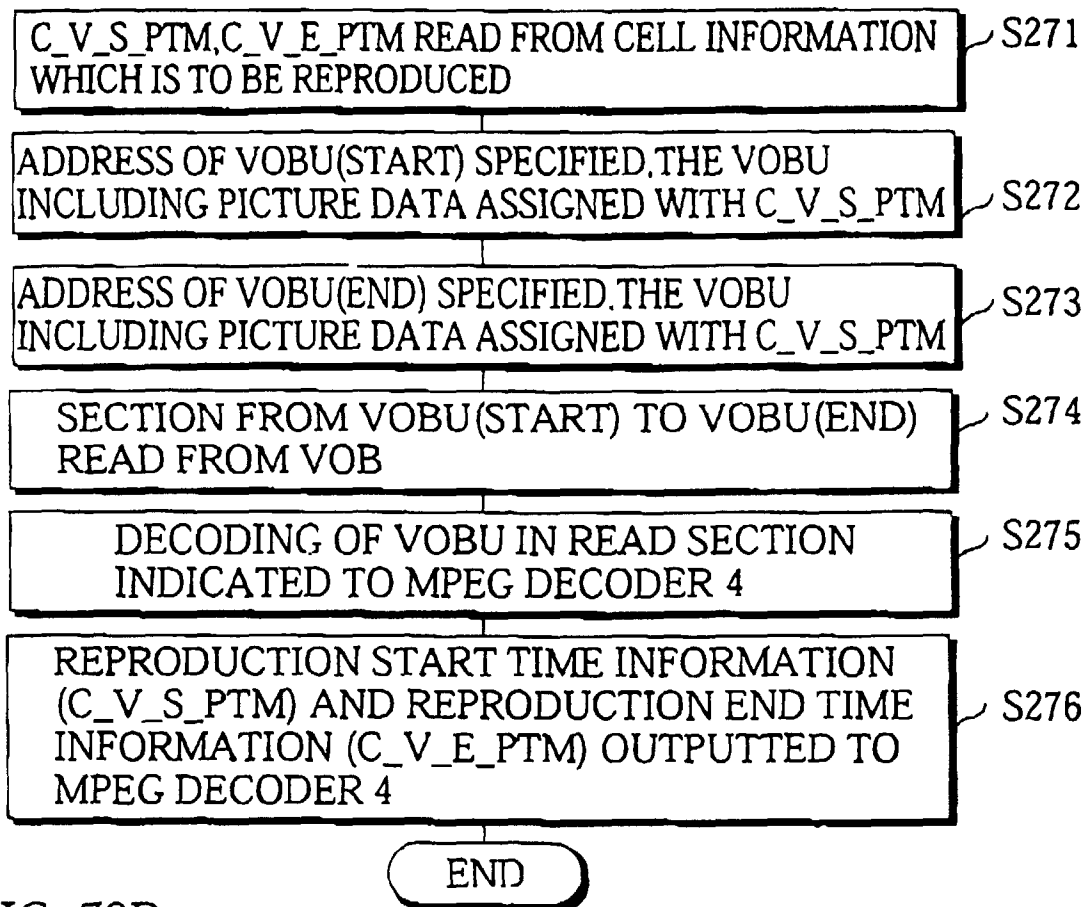 C_V_S_PTM,C_V_E_PTM READ FROM CELL INFORMATION
WHICH IS TO BE REPRODUCED
S271
ADDRESS OF VOBU(START) SPECIFIED.THE VOBU
INCLUDING PICTURE DATA ASSIGNED WITH C_V_S_PTM
S272
ADDRESS OF VOBU(END) SPECIFIED.THE VOBU
INCLUDING PICTURE DATA ASSIGNED WITH C_V_S_PTM
S273
SECTION FROM VOBU(START) TO VOBU(END)
READ FROM VOB
S274
DECODING OF VOBU IN READ SECTION
INDICATED TO MPEG DECODER 4
S275
REPRODUCTION START TIME INFORMATION
(C_V_S_PTM) AND REPRODUCTION END TIME
INFORMATION (C_V_E_PTM) OUTPUTTED TO
MPEG DECODER 4
S276
END